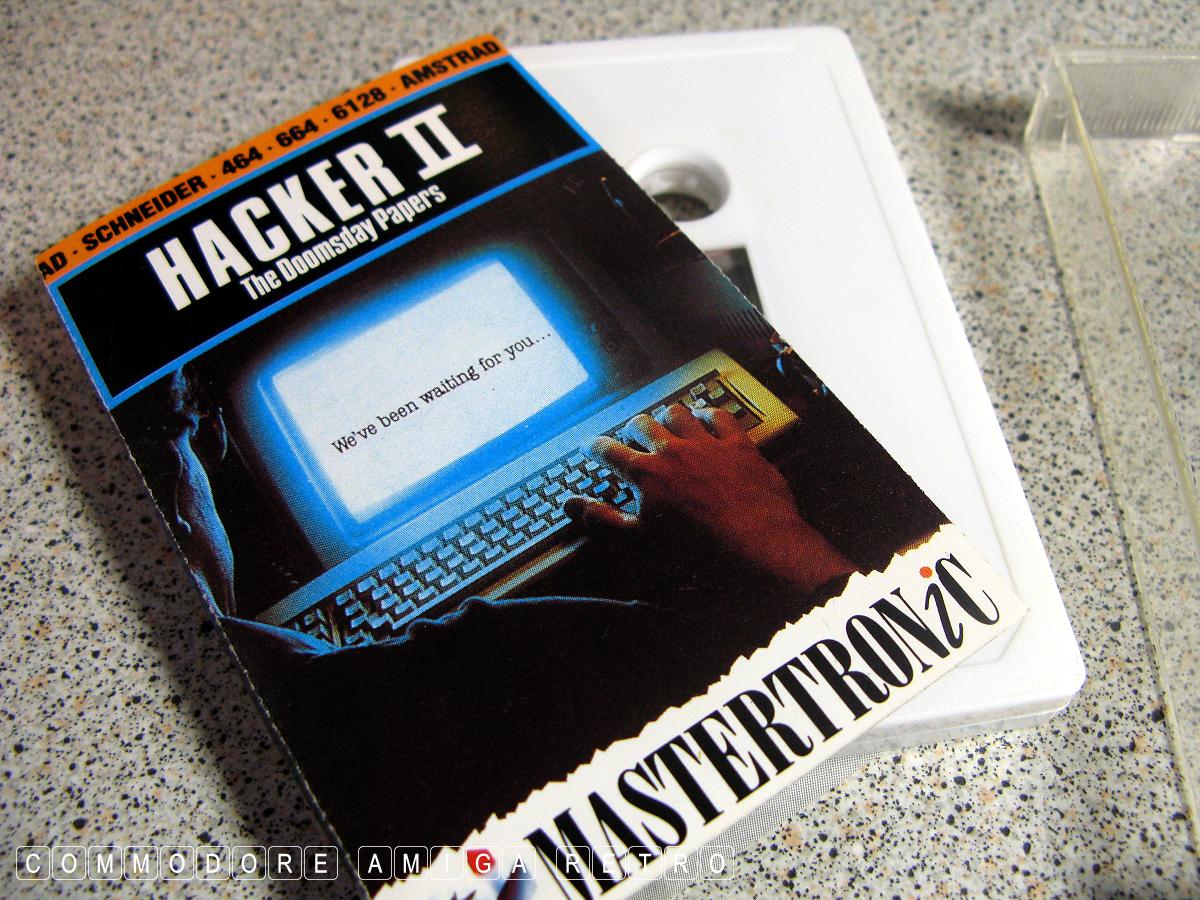 AD · SCHNEIDER · 464 · 664 · 6128 · AMSTRAD
HACKER II
The Doomsday Papers
We've been waiting for you...
MASTERTRONiC
COMMODORE AMIGA RETRO